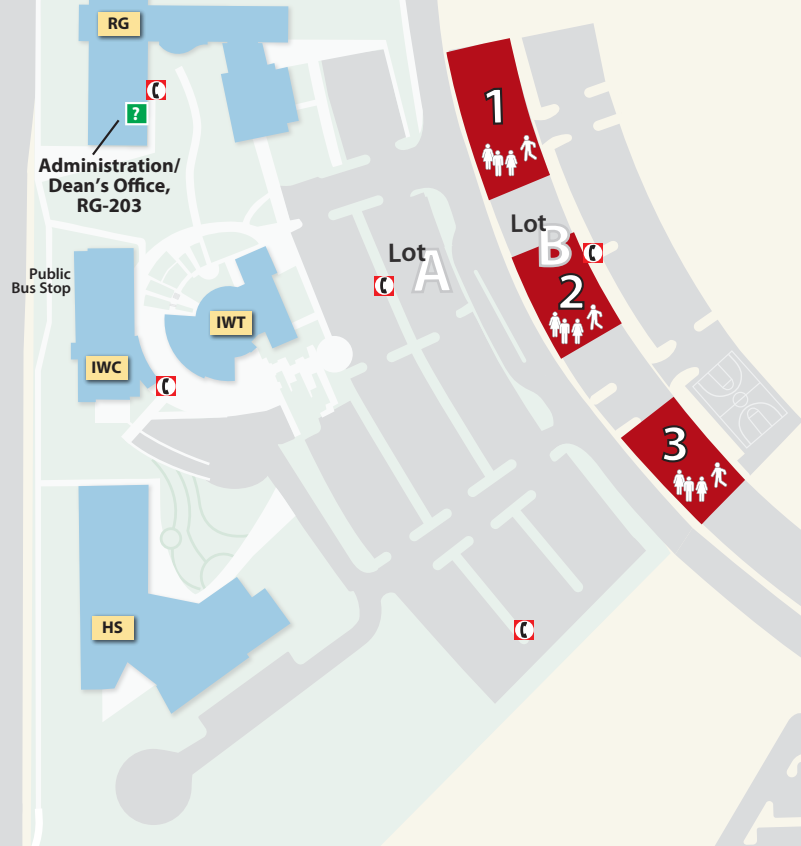 RG
?
Administration/
Dean's Office,
RG-203
1
Lot A
Lot B
2
Public
Bus Stop
IWT
IWC
3
HS